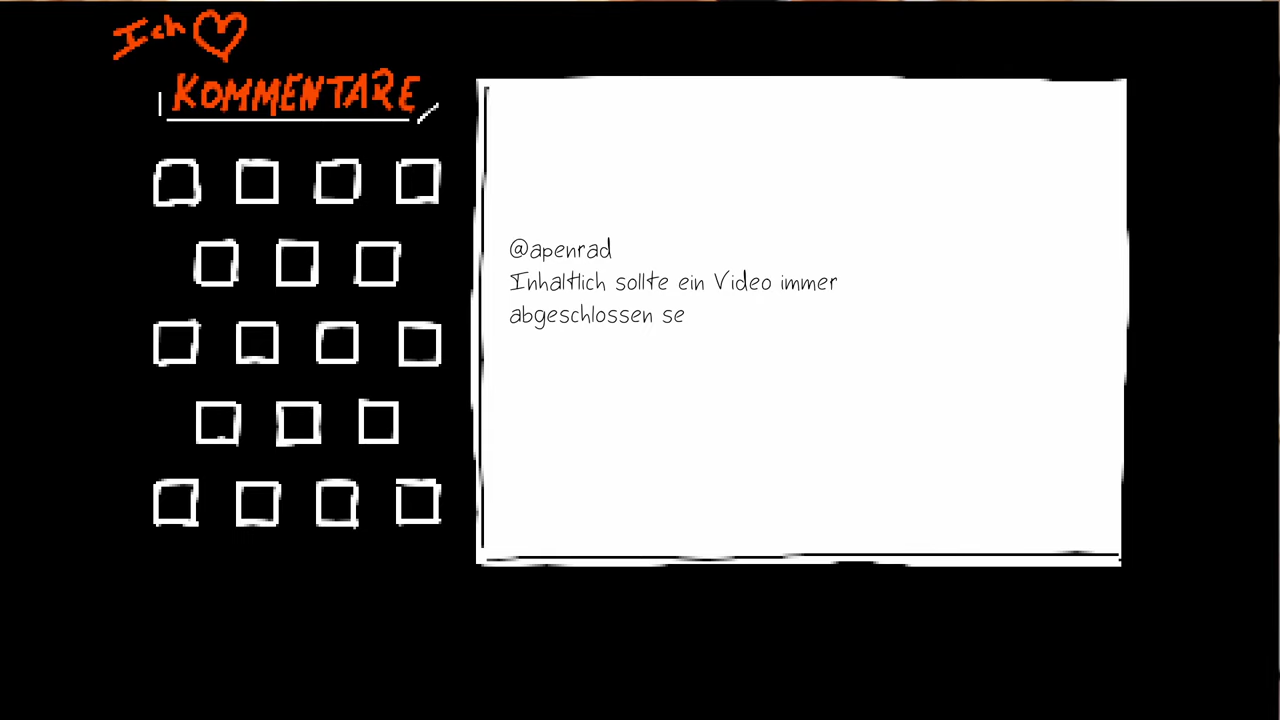 Ich ♡
KOMMENTARE
@apenrad
Inhaltlich sollte ein Video immer
abgeschlossen se